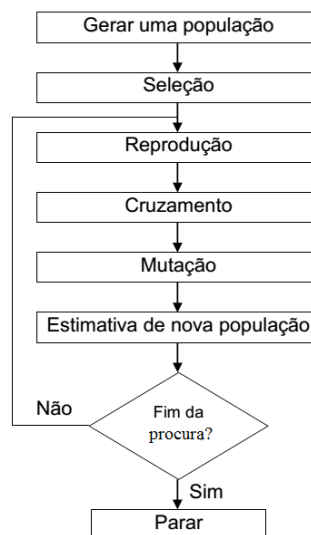 Gerar uma população
Seleção
Reprodução
Cruzamento
Mutação
Estimativa de nova população
Não
Fim da
procura?
Sim
Parar